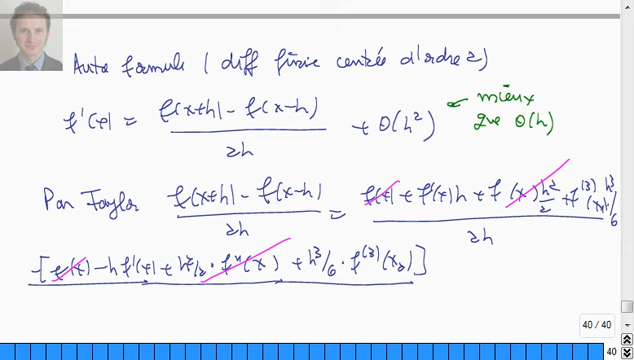 Autre formule ( diff finie centrée d'ordre 2)
f'(x) = f(x+h) - f(x-h) / 2h + O(h²) ← mieux que O(h)
Par Taylor f(x+h) - f(x-h) / 2h = f(x) + f'(x)h + f''(x) h²/2 + f⁽³⁾(x₁) h³/6 / 2h
- [f(x) - h f'(x) + h²/2 · f''(x) + h³/6 · f⁽³⁾(x₂)]
40 / 40
40